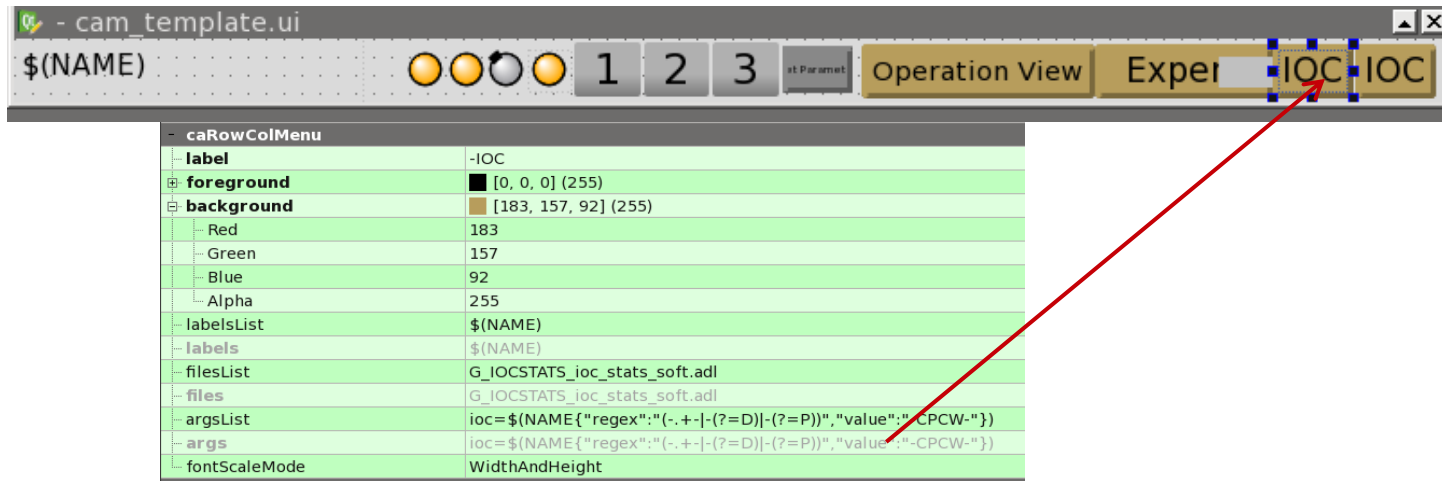 - cam_template.ui
$(NAME) 1 2 3 st Paramet Operation View Exper IOC IOC
- caRowColMenu
label -IOC
foreground [0, 0, 0] (255)
background [183, 157, 92] (255)
Red 183
Green 157
Blue 92
Alpha 255
labelsList $(NAME)
labels $(NAME)
filesList G_IOCSTATS_ioc_stats_soft.adl
files G_IOCSTATS_ioc_stats_soft.adl
argsList ioc=$(NAME{"regex":"(-.+-|-(?=D)|-(?=P))","value":"-CPCW-"})
args ioc=$(NAME{"regex":"(-.+-|-(?=D)|-(?=P))","value":"-CPCW-"})
fontScaleMode WidthAndHeight